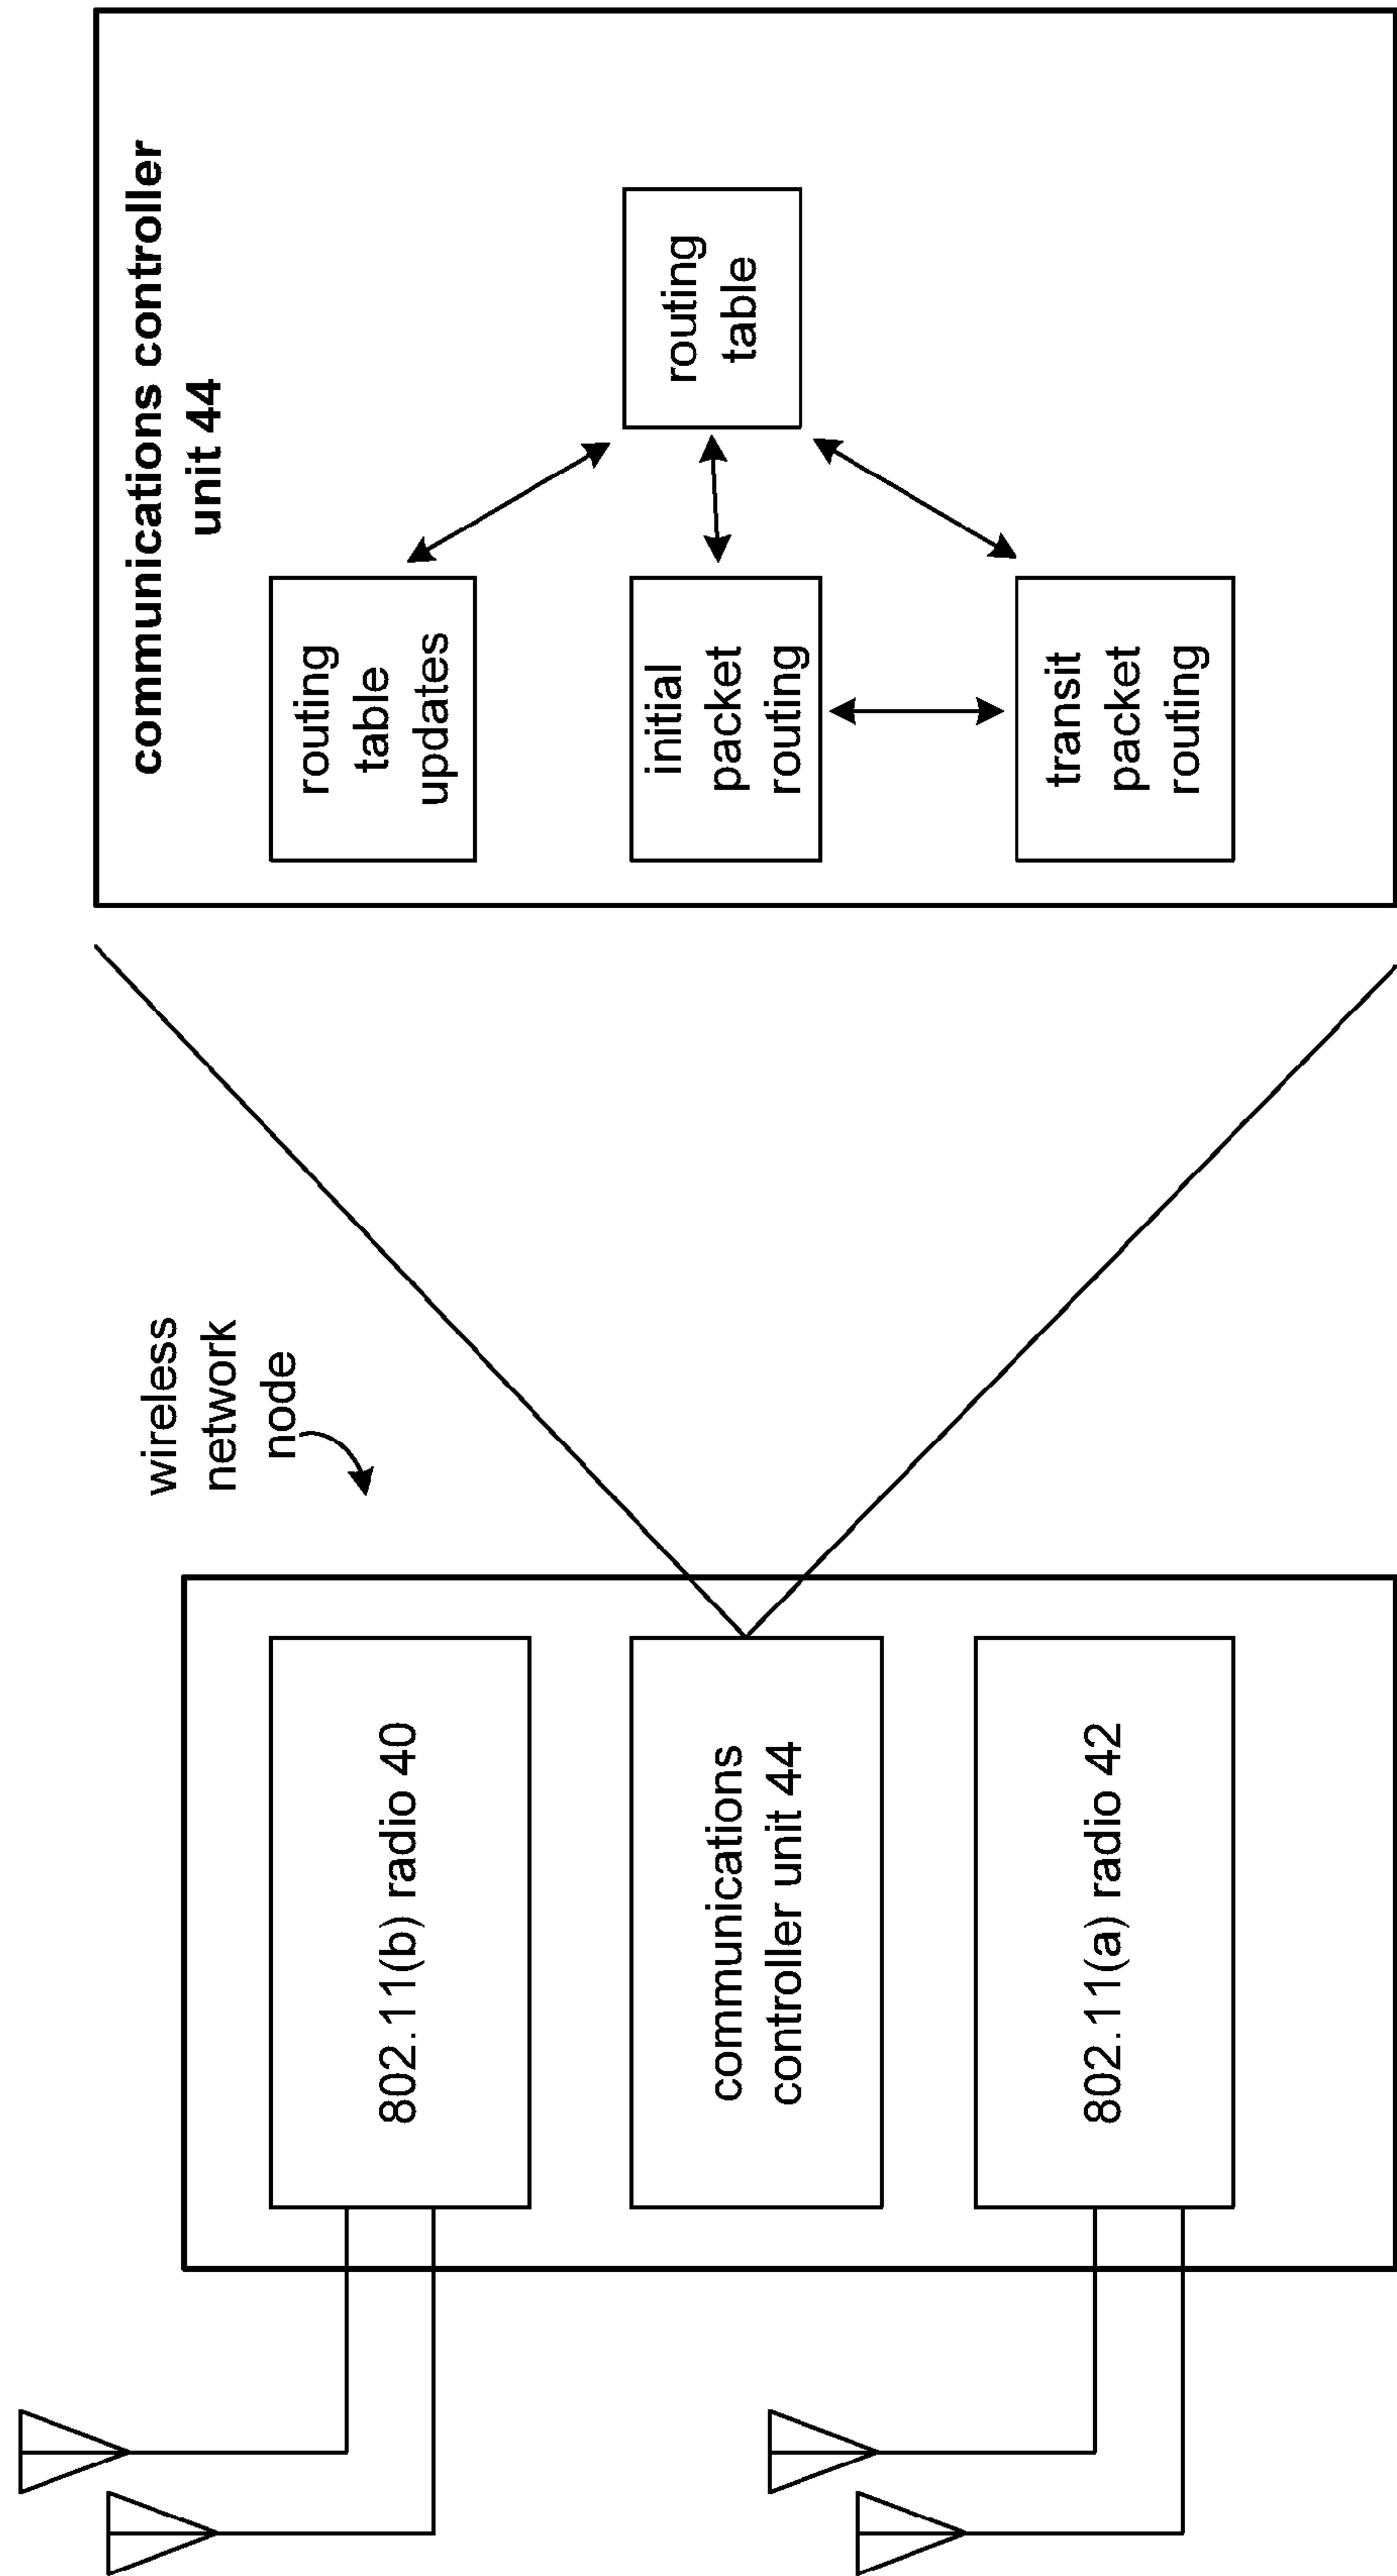 wireless
network
node
802.11(b) radio 40
communications
controller unit 44
802.11(a) radio 42
communications controller
unit 44
routing
table
updates
initial
packet
routing
transit
packet
routing
routing
table